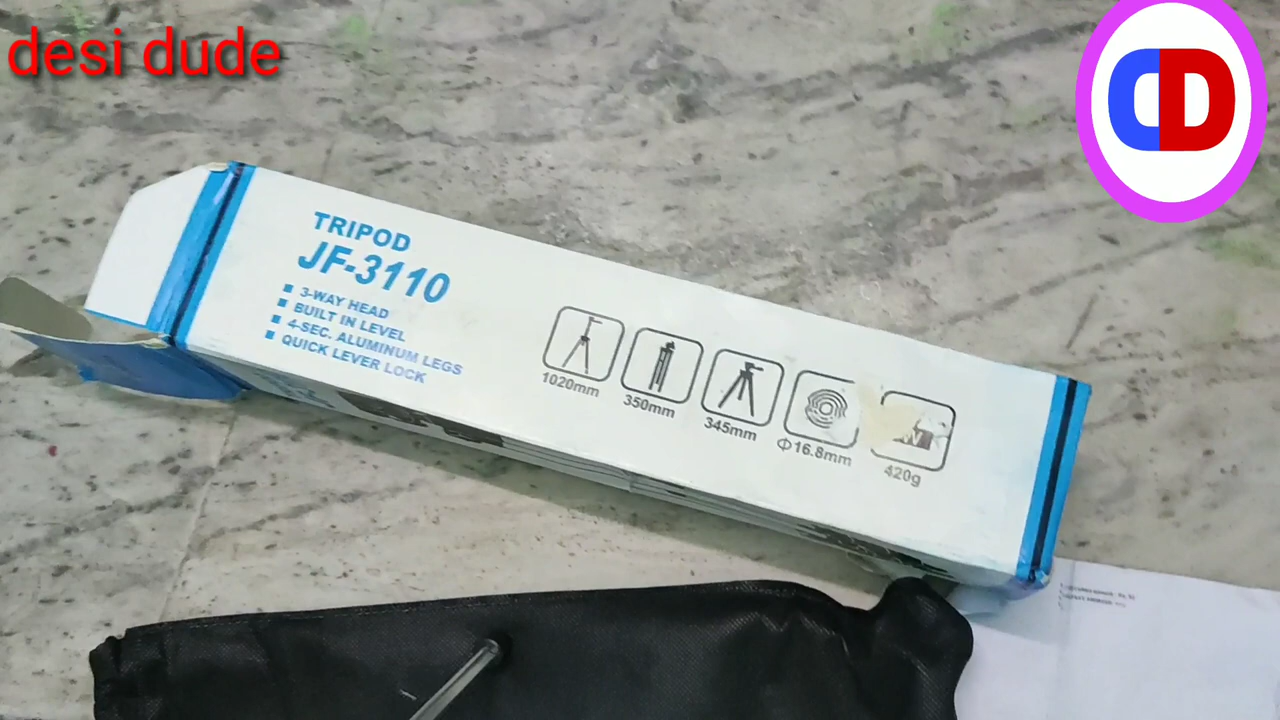 desi dude
DD
TRIPOD
JF-3110
3-WAY HEAD
BUILT IN LEVEL
4-SEC. ALUMINUM LEGS
QUICK LEVER LOCK
1020mm
350mm
345mm
Φ16.8mm
420g